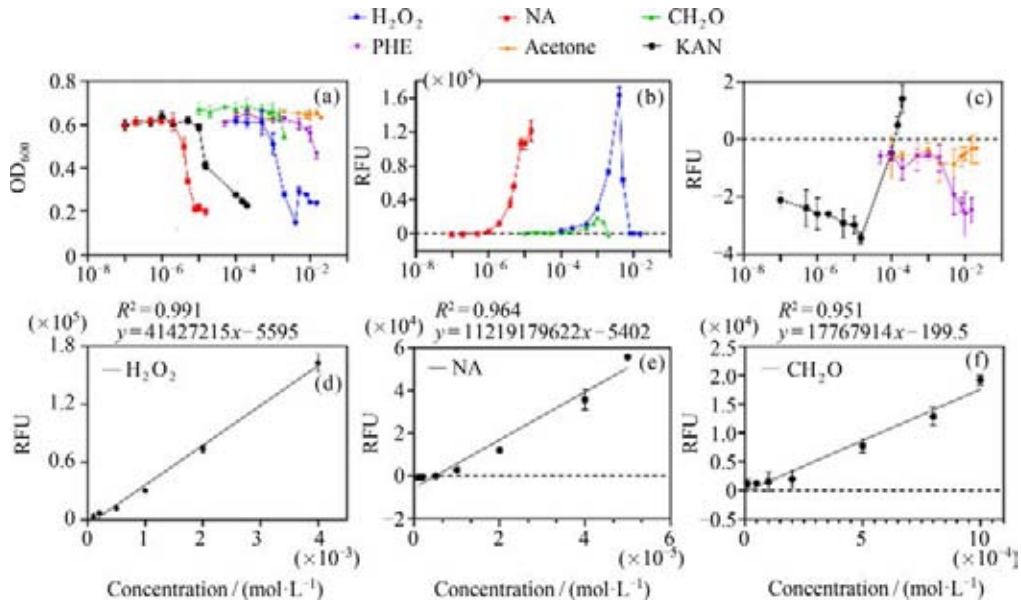 H₂O₂ NA CH₂O
PHE Acetone KAN
(×10⁵)
0.8 (a) (b) 2 (c)
1.6
0.6 1.2 0
OD₆₀₀ 0.4 RFU 0.8 RFU
0.4 −2
0.2
0 0 −4
10⁻⁸ 10⁻⁶ 10⁻⁴ 10⁻² 10⁻⁸ 10⁻⁶ 10⁻⁴ 10⁻² 10⁻⁸ 10⁻⁶ 10⁻⁴ 10⁻²
R²=0.991 R²=0.964 R²=0.951
(×10⁵) y=41427215x−5595 (×10⁴) y=11219179622x−5402 (×10⁴) y=17767914x−199.5
1.8 H₂O₂ (d) 6 NA (e) 2.5 CH₂O (f)
2.0
1.2 4 1.5
RFU RFU 2 RFU 1.0
0.6 0.5
0 0
0 −2 −0.5
0 1 2 3 4 0 2 4 6 0 5 10
(×10⁻³) (×10⁻⁵) (×10⁻⁴)
Concentration / (mol·L⁻¹) Concentration / (mol·L⁻¹) Concentration / (mol·L⁻¹)